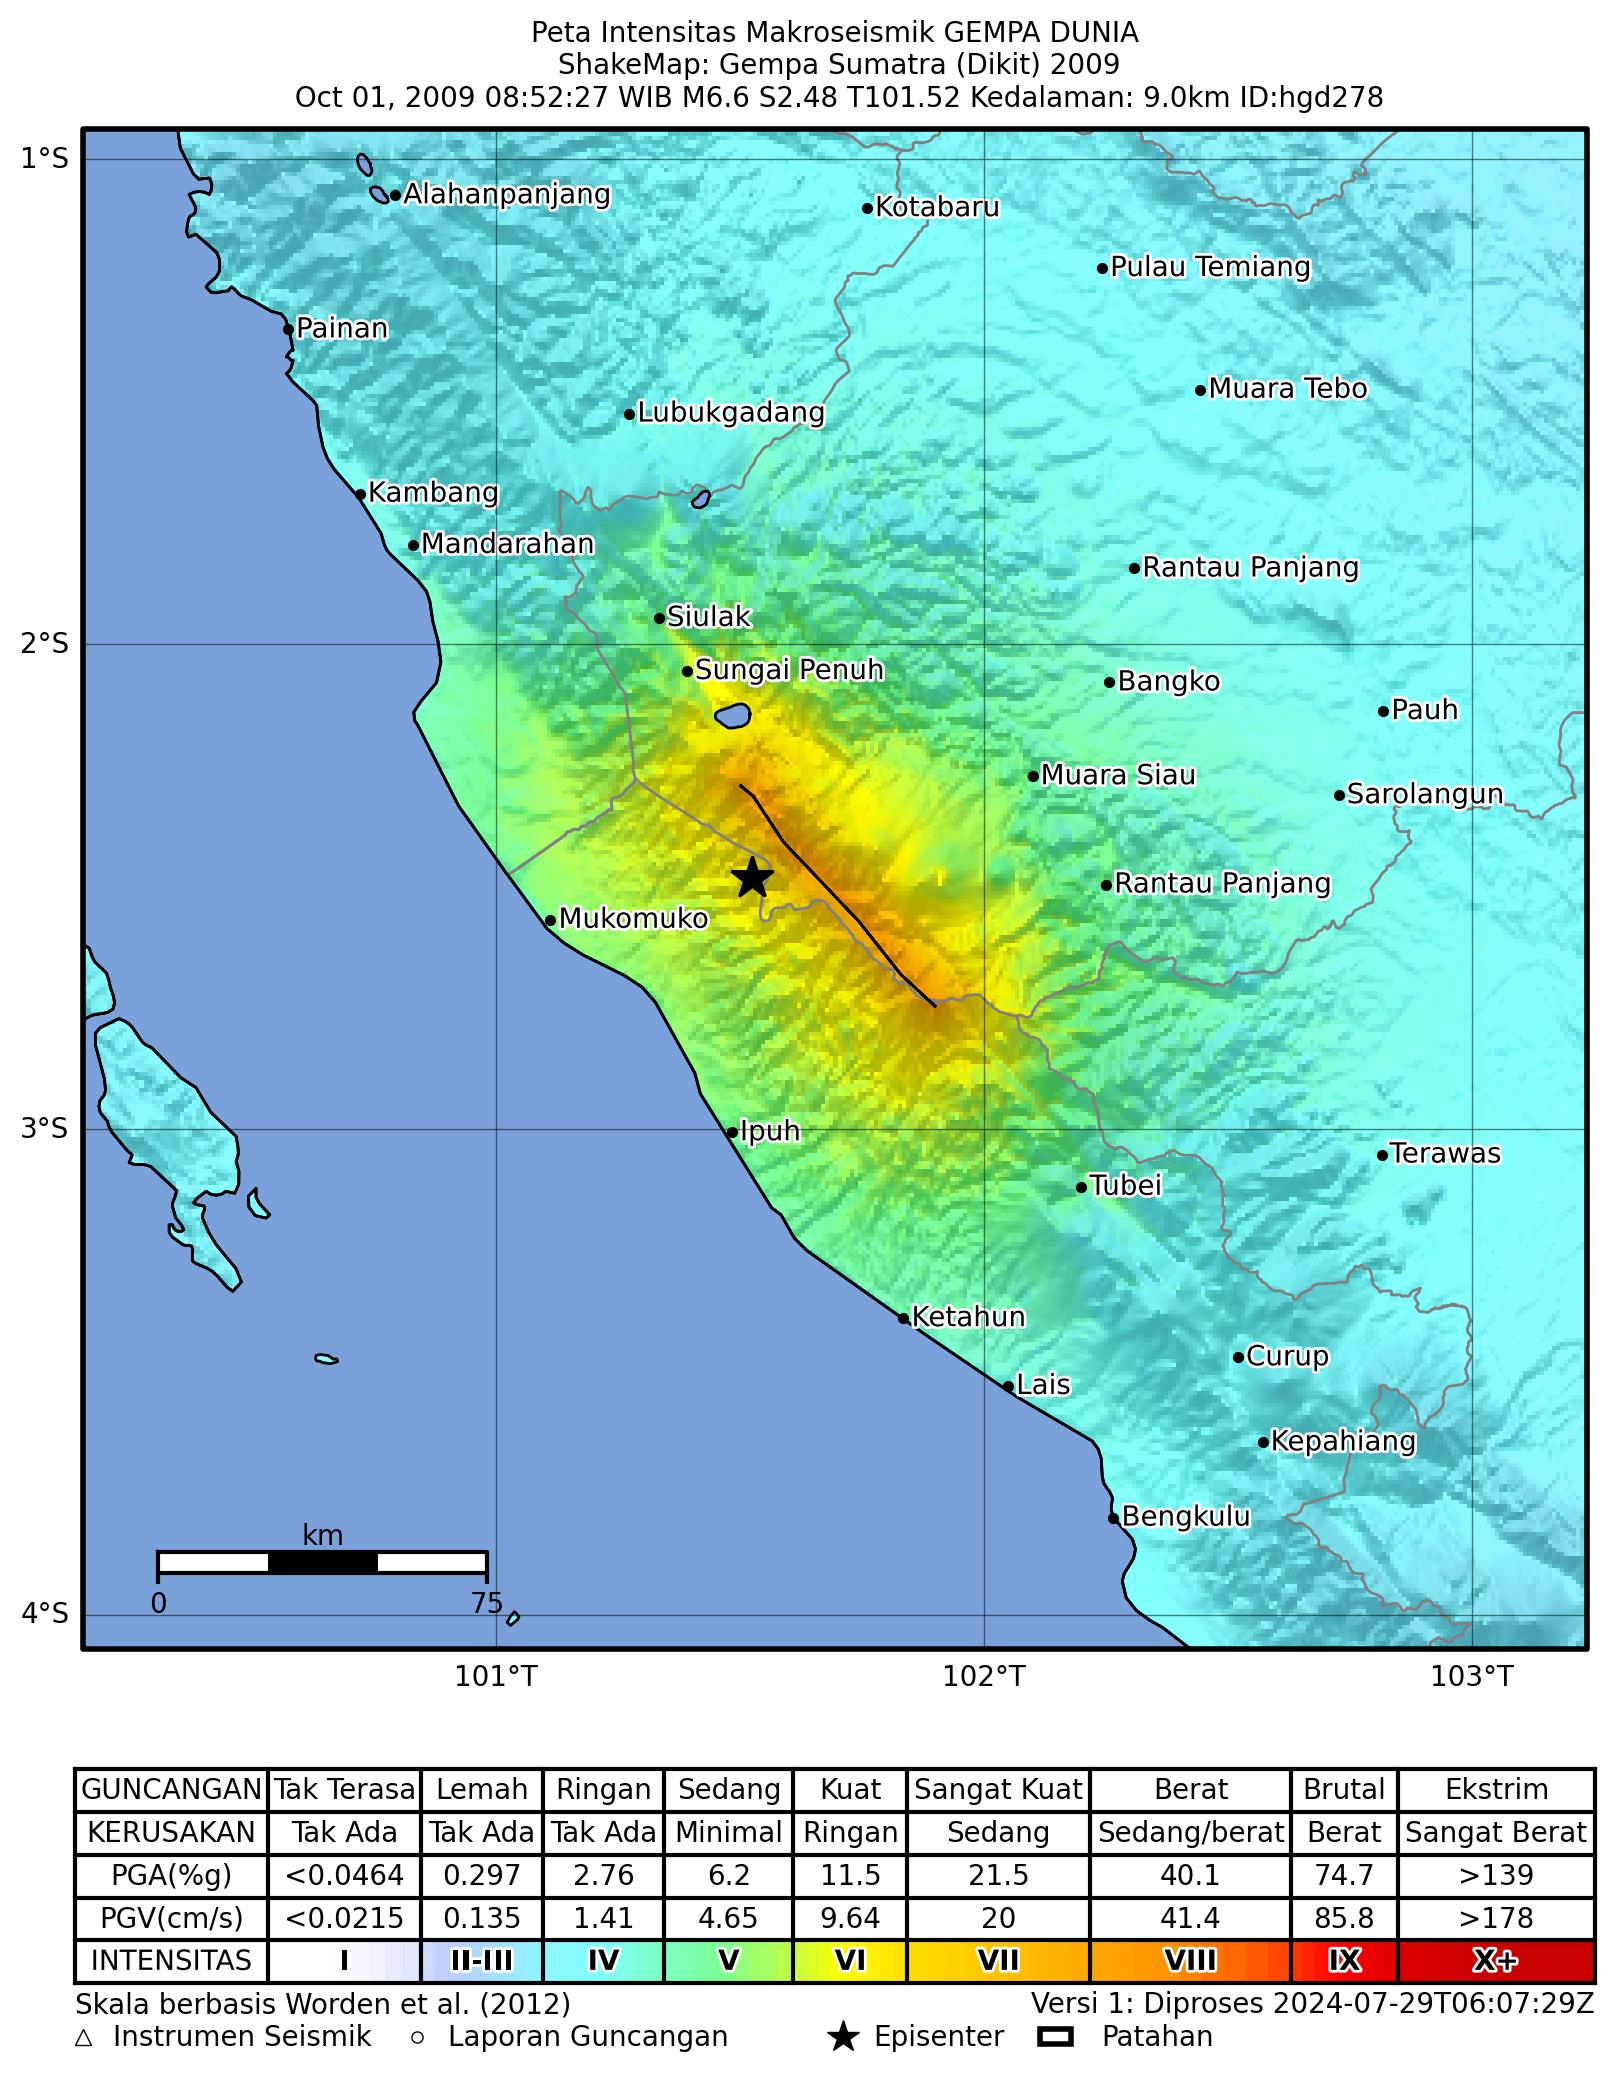 Peta Intensitas Makroseismik GEMPA DUNIA
ShakeMap: Gempa Sumatra (Dikit) 2009
Oct 01, 2009 08:52:27 WIB M6.6 S2.48 T101.52 Kedalaman: 9.0km ID:hgd278
1°S
Alahanpanjang
Kotabaru
Pulau Temiang
Painan
Muara Tebo
Lubukgadang
Kambang
Mandarahan
Rantau Panjang
Siulak
2°S
Sungai Penuh
Bangko
Pauh
Muara Siau
Sarolangun
Rantau Panjang
Mukomuko
3°S
Ipuh
Terawas
Tubei
Ketahun
Curup
Lais
Kepahiang
Bengkulu
km
0 75
4°S
101°T 102°T 103°T
GUNCANGAN Tak Terasa Lemah Ringan Sedang Kuat Sangat Kuat Berat Brutal Ekstrim
KERUSAKAN Tak Ada Tak Ada Tak Ada Minimal Ringan Sedang Sedang/berat Berat Sangat Berat
PGA(%g) <0.0464 0.297 2.76 6.2 11.5 21.5 40.1 74.7 >139
PGV(cm/s) <0.0215 0.135 1.41 4.65 9.64 20 41.4 85.8 >178
INTENSITAS I II-III IV V VI VII VIII IX X+
Skala berbasis Worden et al. (2012) Versi 1: Diproses 2024-07-29T06:07:29Z
Instrumen Seismik Laporan Guncangan Episenter Patahan